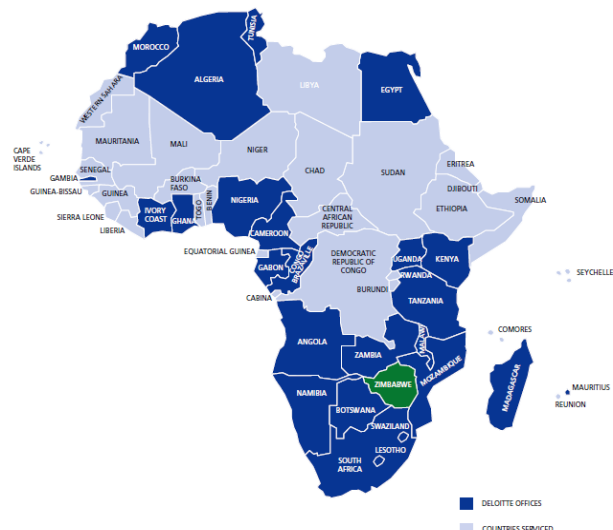 TUNISIA
MOROCCO
ALGERIA
LIBYA
EGYPT
WESTERN SAHARA
CAPE
VERDE
ISLANDS
MAURITANIA
MALI
NIGER
CHAD
SUDAN
ERITREA
SENEGAL
GAMBIA
GUINEA-BISSAU
GUINEA
BURKINA
FASO
BENIN
TOGO
NIGERIA
DJIBOUTI
ETHIOPIA
SOMALIA
SIERRA LEONE
LIBERIA
IVORY
COAST
GHANA
CAMEROON
CENTRAL
AFRICAN
REPUBLIC
EQUATORIAL GUINEA
GABON
CONGO
BRAZAVILLE
DEMOCRATIC
REPUBLIC OF
CONGO
UGANDA
KENYA
RWANDA
BURUNDI
SEYCHELLE
CABINA
TANZANIA
COMORES
ANGOLA
ZAMBIA
MALAWI
MOZAMBIQUE
ZIMBABWE
MADAGASCAR
MAURITIUS
REUNION
NAMIBIA
BOTSWANA
SWAZILAND
LESOTHO
SOUTH
AFRICA
DELOITTE OFFICES
COUNTRIES SERVICED